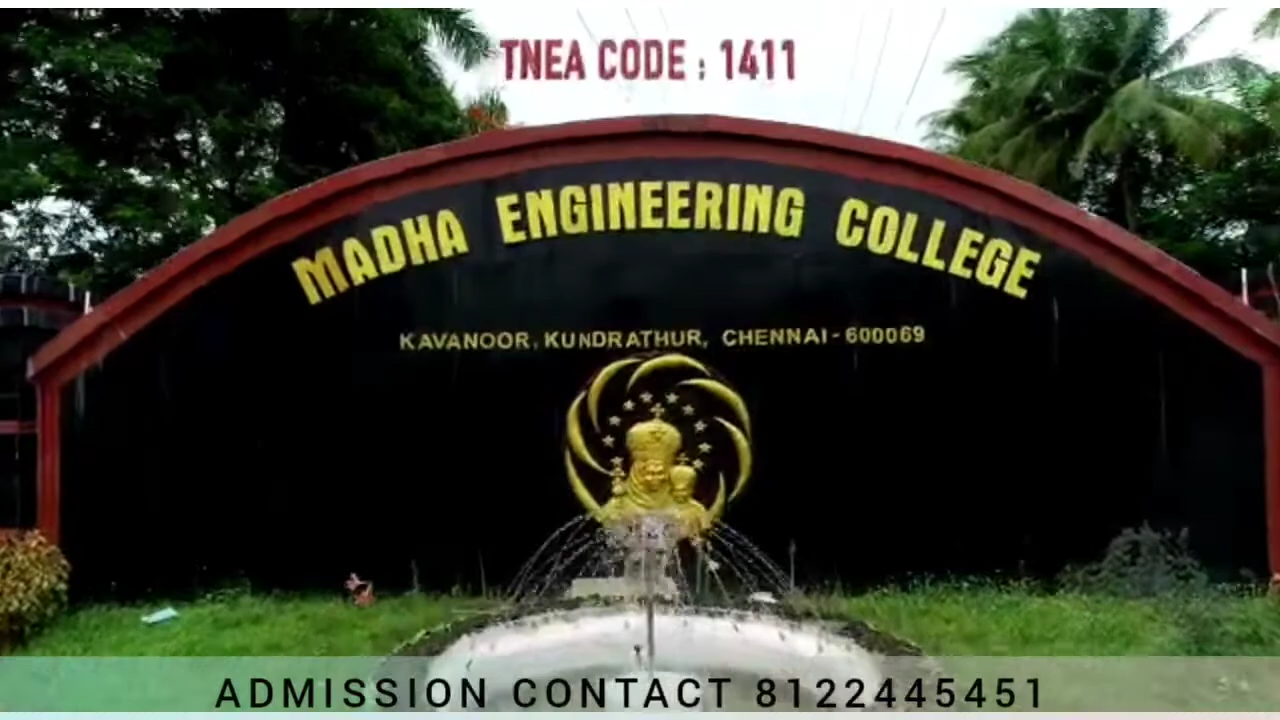 TNEA CODE : 1411
MADHA ENGINEERING COLLEGE
KAVANOOR, KUNDRATHUR, CHENNAI - 600069
ADMISSION CONTACT 8122445451